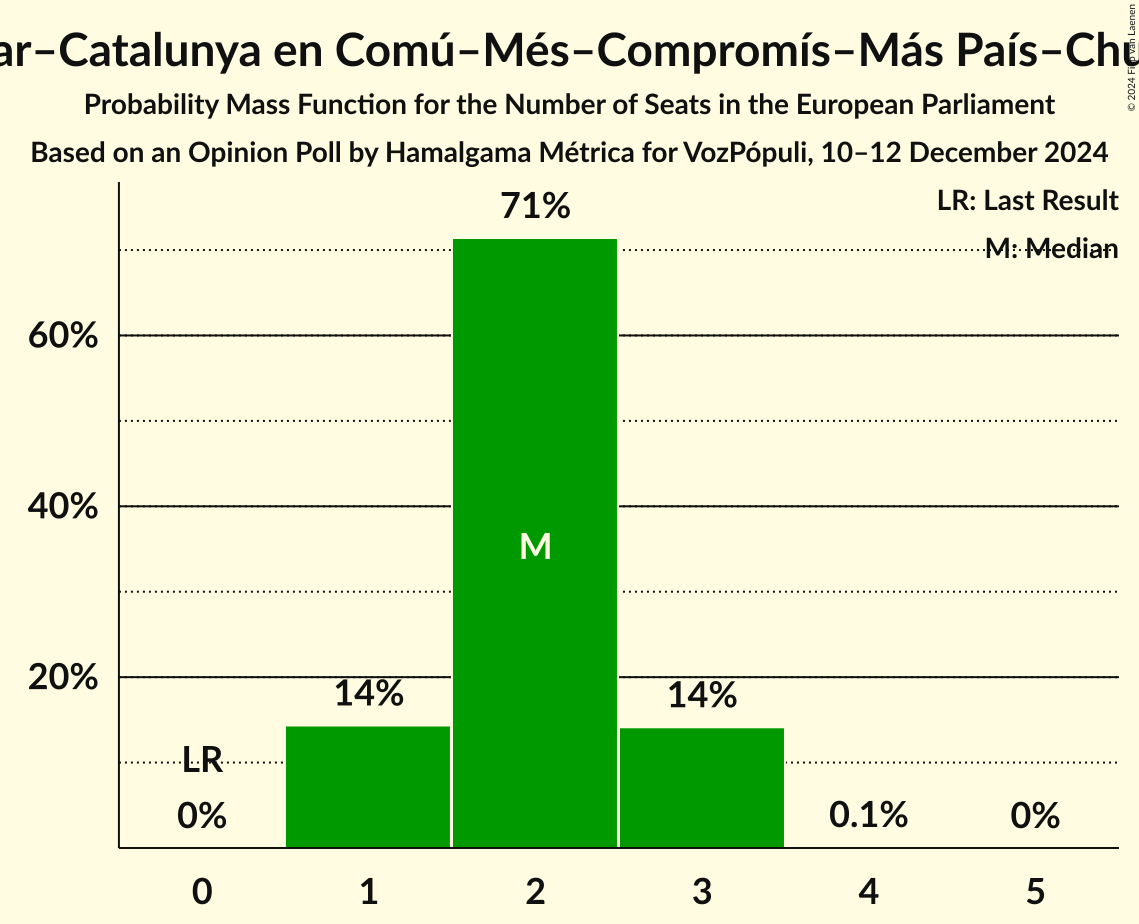 ar–Catalunya en Comú–Més–Compromís–Más País–Chu
© 2024 Filip van Laenen
Probability Mass Function for the Number of Seats in the European Parliament
Based on an Opinion Poll by Hamalgama Métrica for VozPópuli, 10–12 December 2024
LR: Last Result
M: Median
71%
60%
40%
M
20%
14%
14%
LR
0%
0.1%
0%
0 1 2 3 4 5